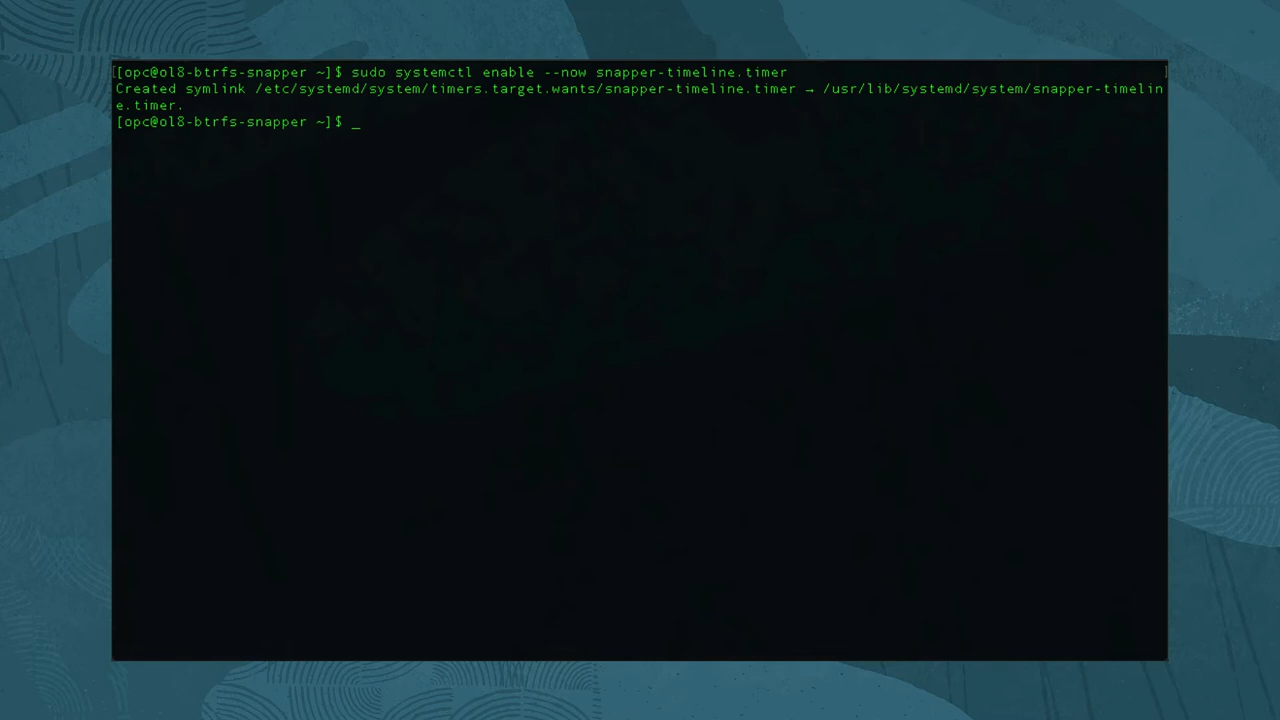 [[opc@ol8-btrfs-snapper ~]$ sudo systemctl enable --now snapper-timeline.timer ]
Created symlink /etc/systemd/system/timers.target.wants/snapper-timeline.timer → /usr/lib/systemd/system/snapper-timelin
e.timer.
[opc@ol8-btrfs-snapper ~]$ _